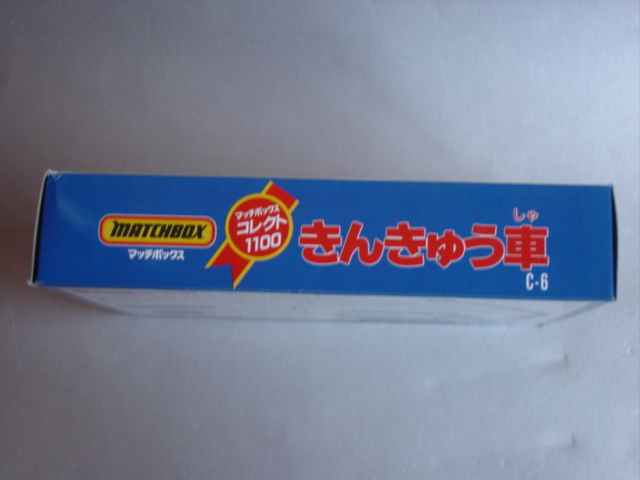 MATCHBOX
マッチボックス
マッチボックス
コレクト
1100
しゃ
きんきゅう車
C-6